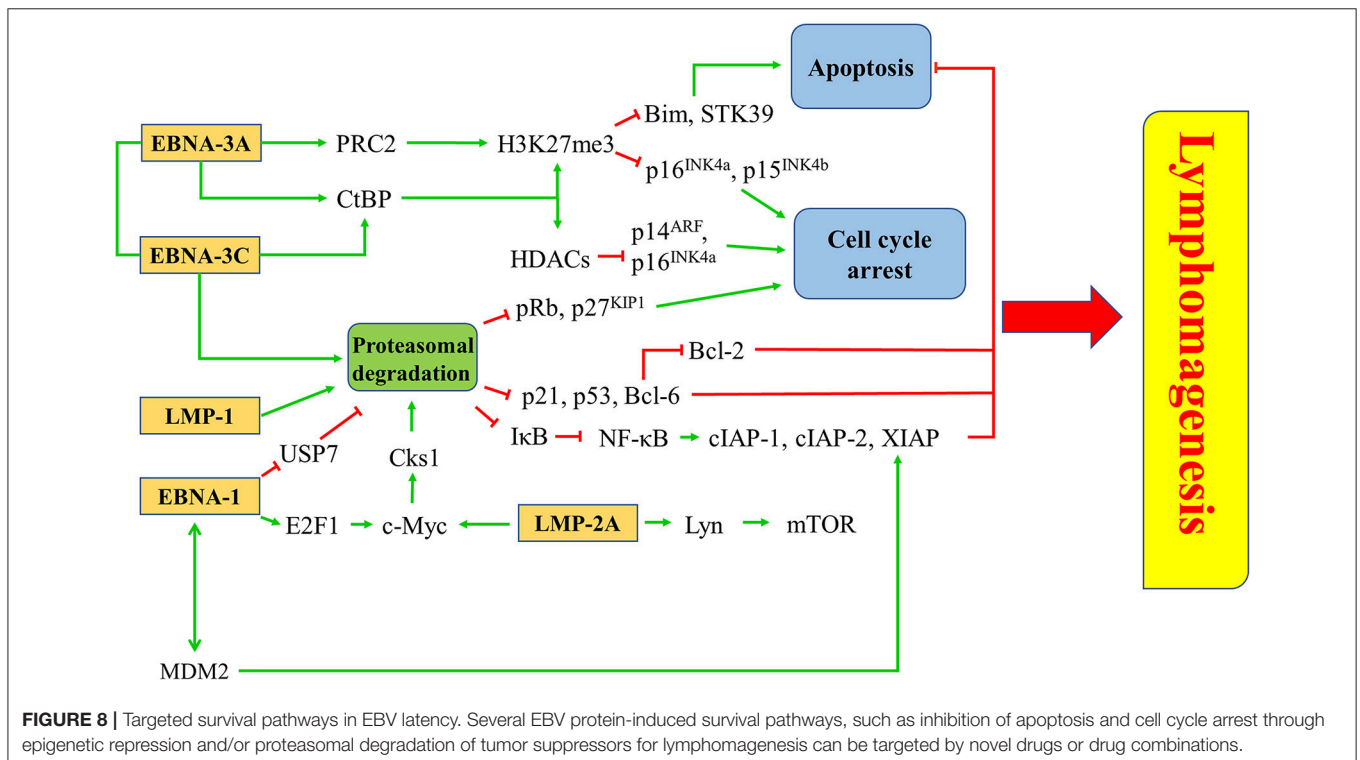 Apoptosis
Bim, STK39
EBNA-3A
PRC2
H3K27me3
p16INK4a, p15INK4b
CtBP
p14ARF,
p16INK4a
HDACs
Cell cycle
arrest
EBNA-3C
pRb, p27KIP1
Proteasomal
degradation
Bcl-2
p21, p53, Bcl-6
LMP-1
IκB
NF-κB
cIAP-1, cIAP-2, XIAP
USP7
Cks1
EBNA-1
E2F1
c-Myc
LMP-2A
Lyn
mTOR
MDM2
Lymphomagenesis
FIGURE 8 | Targeted survival pathways in EBV latency. Several EBV protein-induced survival pathways, such as inhibition of apoptosis and cell cycle arrest through
epigenetic repression and/or proteasomal degradation of tumor suppressors for lymphomagenesis can be targeted by novel drugs or drug combinations.